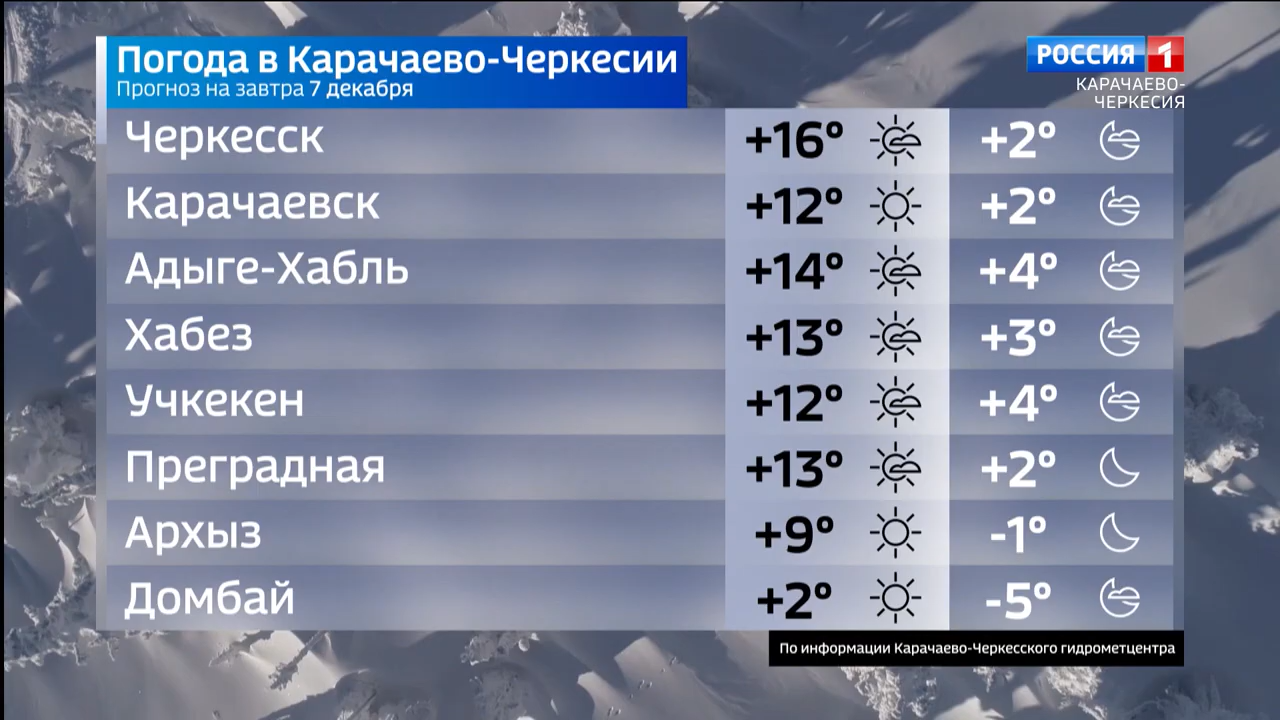 Погода в Карачаево-Черкесии
Прогноз на завтра 7 декабря
РОССИЯ 1
КАРАЧАЕВО-
ЧЕРКЕСИЯ
Черкесск +16° +2°
Карачаевск +12° +2°
Адыге-Хабль +14° +4°
Хабез +13° +3°
Учкекен +12° +4°
Преградная +13° +2°
Архыз +9° -1°
Домбай +2° -5°
По информации Карачаево-Черкесского гидрометцентра